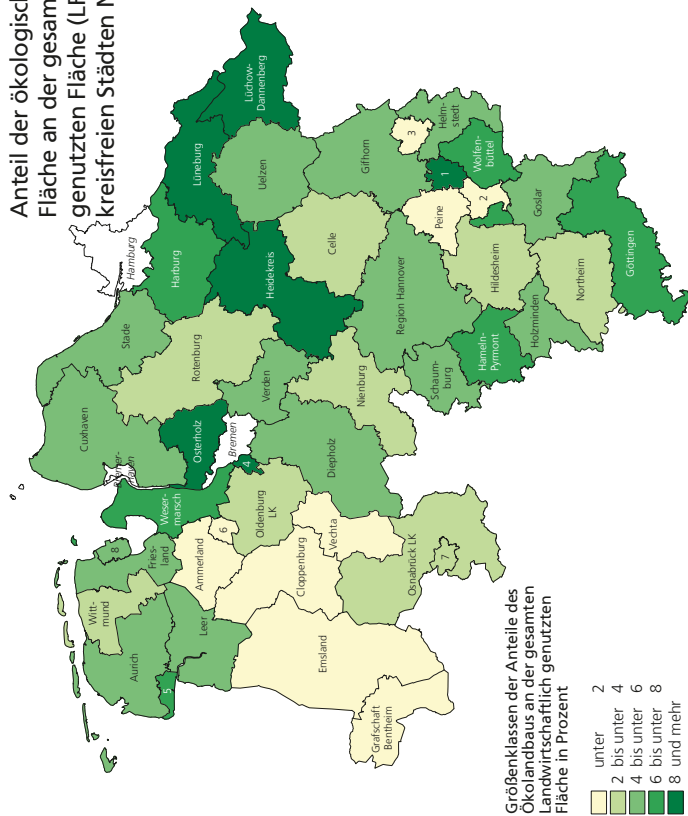 Anteil der ökologisch
Fläche an der gesam
genutzten Fläche (LF
kreisfreien Städten N
Hamburg
Lüchow-
Dannenberg
Lüneburg
Uelzen
Harburg
Heidekreis
Celle
Gifhorn
3
Helm-
stedt
Wolfen-
büttel
1
2
Peine
Goslar
Hildesheim
Region Hannover
Göttingen
Northeim
Holzminden
Hameln-
Pyrmont
Schaum-
burg
Nienburg
Stade
Rotenburg
Verden
Cuxhaven
Osterholz
Bremen
Bremer-
haven
4
Diepholz
Weser-
marsch
Oldenburg
LK
6
Vechta
8
Fries-
land
Ammerland
Cloppenburg
Osnabrück LK
7
Witt-
mund
Aurich
Leer
5
Emsland
Grafschaft
Bentheim
Größenklassen der Anteile des
Ökolandbaus an der gesamten
Landwirtschaftlich genutzten
Fläche in Prozent
unter 2
2 bis unter 4
4 bis unter 6
6 bis unter 8
8 und mehr